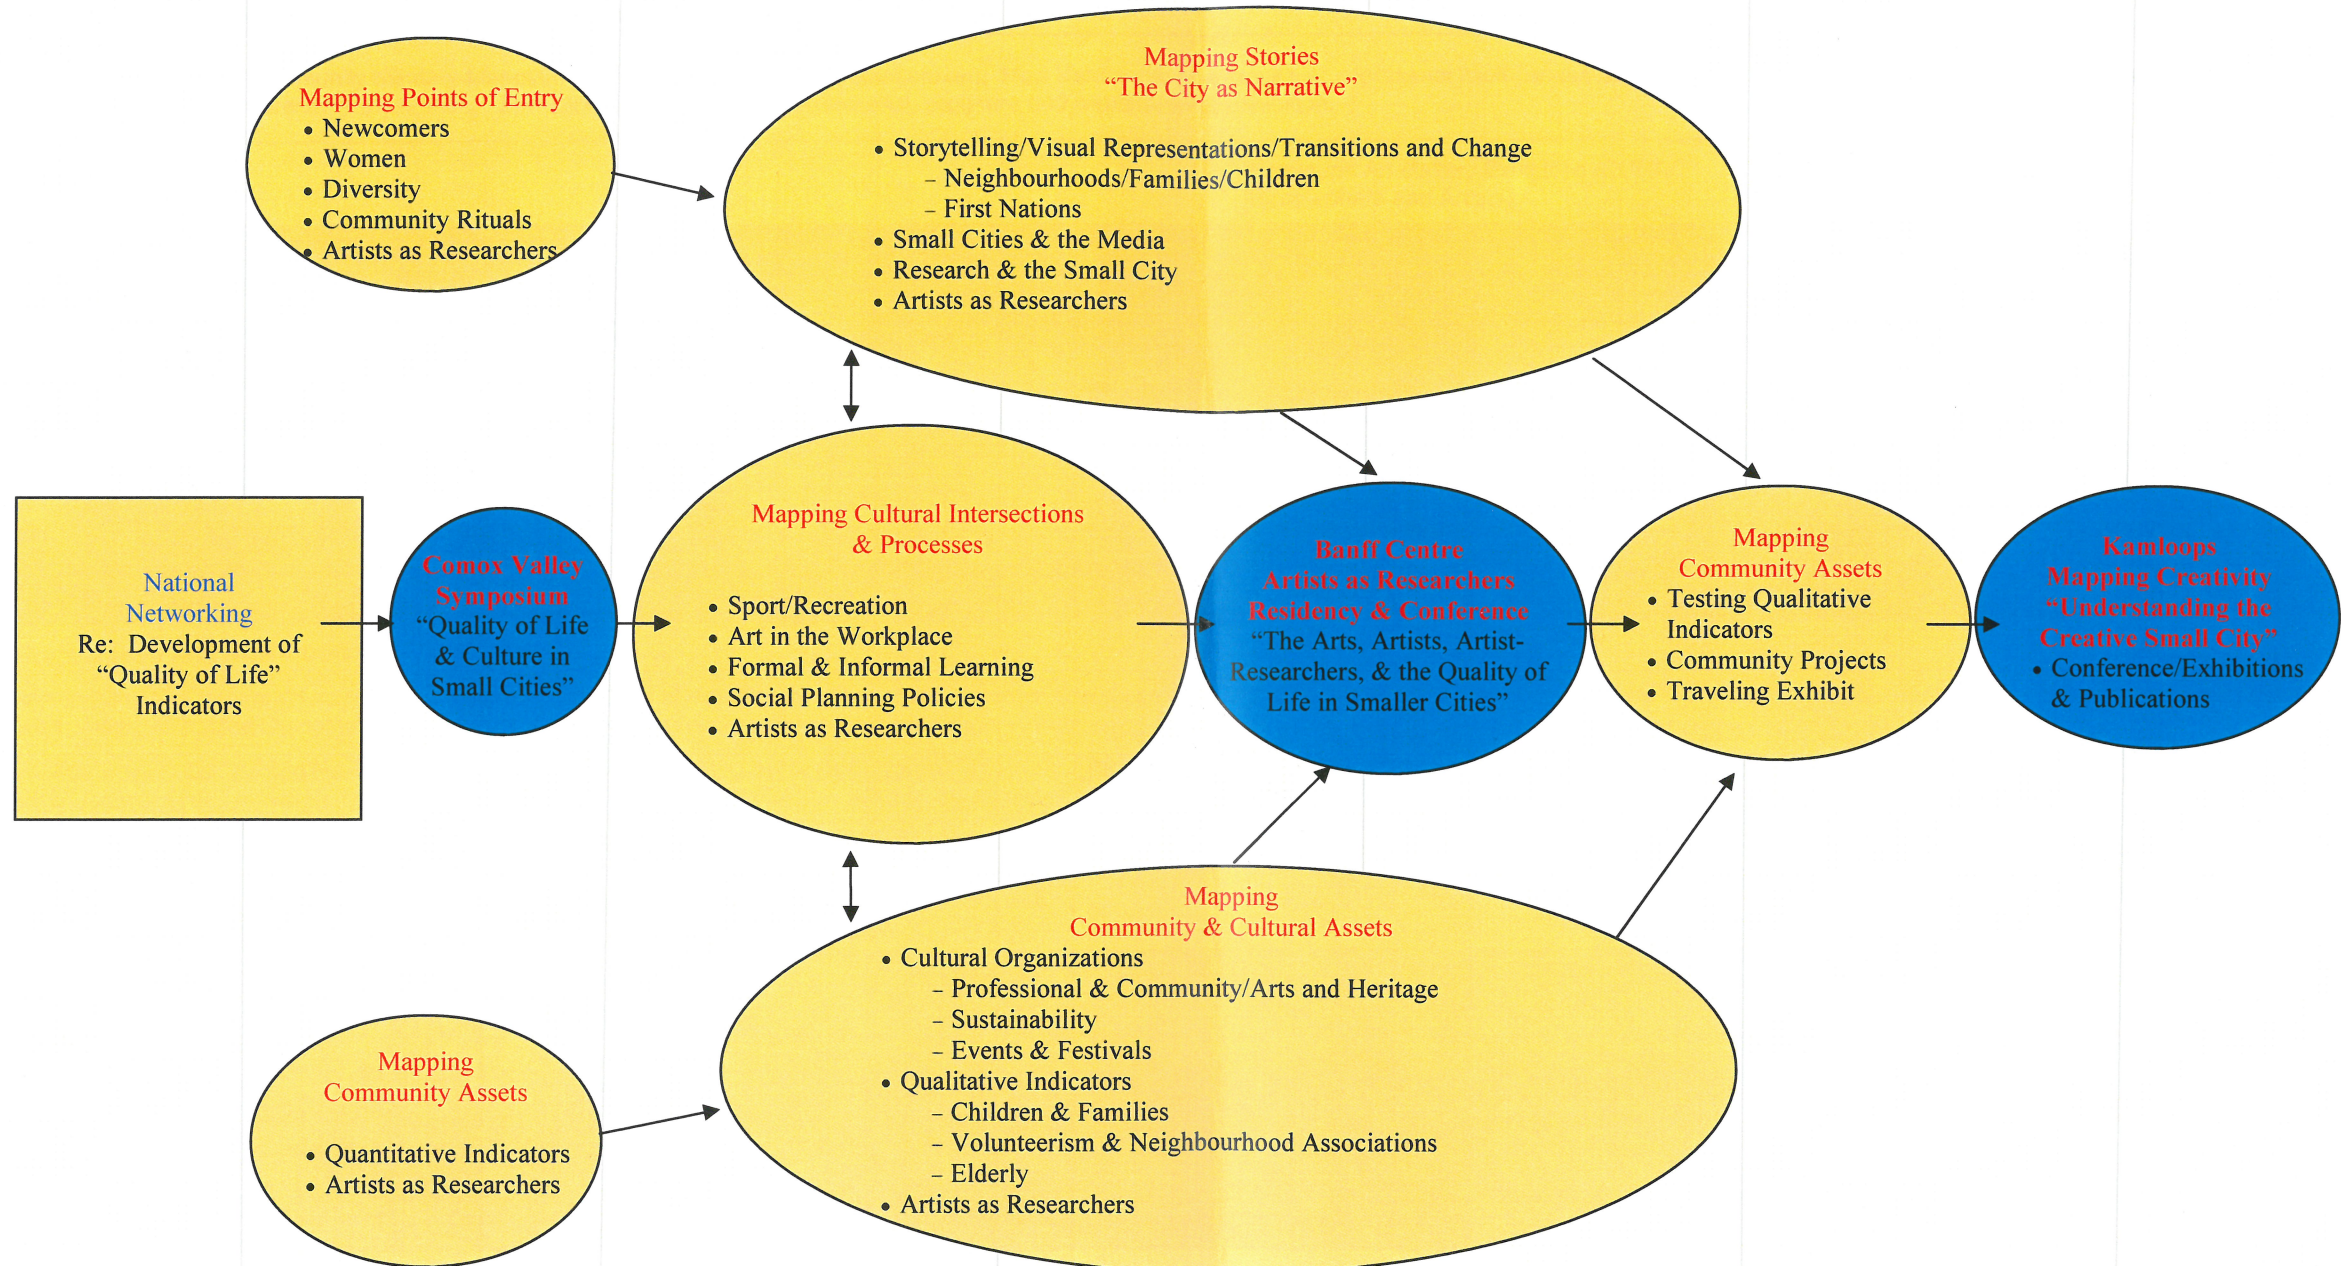 Mapping Points of Entry
• Newcomers
• Women
• Diversity
• Community Rituals
• Artists as Researchers
Mapping Stories
“The City as Narrative”
• Storytelling/Visual Representations/Transitions and Change
– Neighbourhoods/Families/Children
– First Nations
• Small Cities & the Media
• Research & the Small City
• Artists as Researchers
National
Networking
Re: Development of
“Quality of Life”
Indicators
Comox Valley
Symposium
“Quality of Life
& Culture in
Small Cities”
Mapping Cultural Intersections
& Processes
• Sport/Recreation
• Art in the Workplace
• Formal & Informal Learning
• Social Planning Policies
• Artists as Researchers
Banff Centre
Artists as Researchers
Residency & Conference
“The Arts, Artists, Artist-
Researchers, & the Quality of
Life in Smaller Cities”
Mapping
Community Assets
• Testing Qualitative
Indicators
• Community Projects
• Traveling Exhibit
Kamloops
Mapping Creativity
“Understanding the
Creative Small City”
• Conference/Exhibitions
& Publications
Mapping
Community Assets
• Quantitative Indicators
• Artists as Researchers
Mapping
Community & Cultural Assets
• Cultural Organizations
– Professional & Community/Arts and Heritage
– Sustainability
– Events & Festivals
• Qualitative Indicators
– Children & Families
– Volunteerism & Neighbourhood Associations
– Elderly
• Artists as Researchers